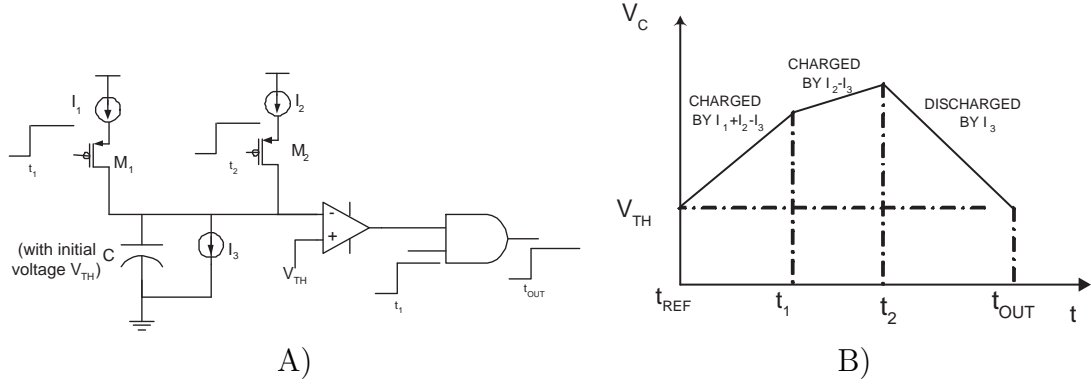 I1
I2
t1
M1
t2
M2
(with initial
voltage VTH)
C
I3
-
+
VTH
t1
tOUT
A)
VC
CHARGED
BY I1+I2-I3
CHARGED
BY I2-I3
DISCHARGED
BY I3
VTH
tREF
t1
t2
tOUT
t
B)